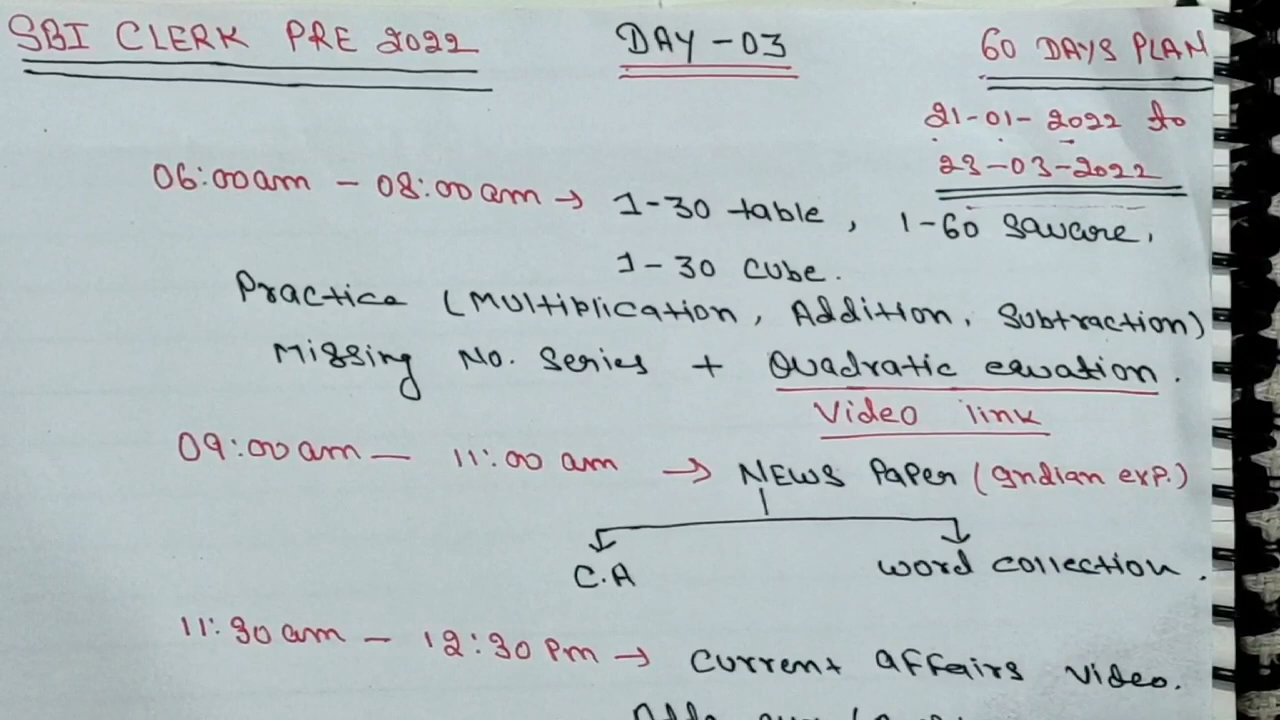 SBI CLERK PRE 2022 DAY-03 60 DAYS PLAN
21-01-2022 to
23-03-2022
06:00am - 08:00am → 1-30 table, 1-60 square,
1-30 cube.
Practice (Multiplication, Addition, Subtraction)
Missing No. Series + Quadratic equation.
Video link
09:00am - 11:00 am → NEWS PaPer (Indian exp.)
C.A word collection.
11:30am - 12:30 Pm → Current affairs video.